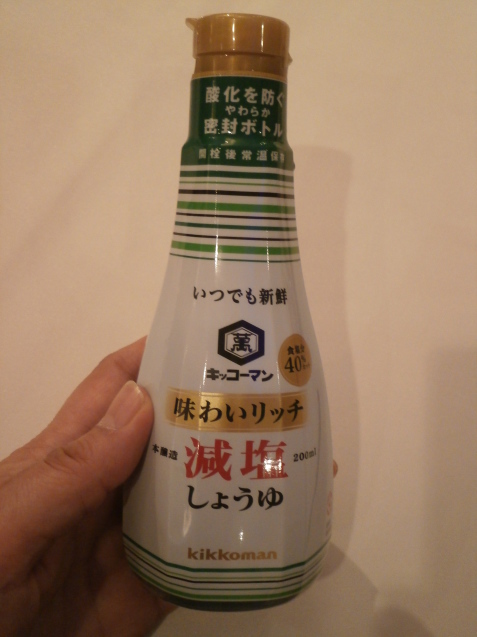 酸化を防ぐ
やわらか
密封ボトル
開栓後常温保存
いつでも新鮮
萬
キッコーマン
食塩分
40%
味わいリッチ
本醸造
減塩
200ml
しょうゆ
kikkoman